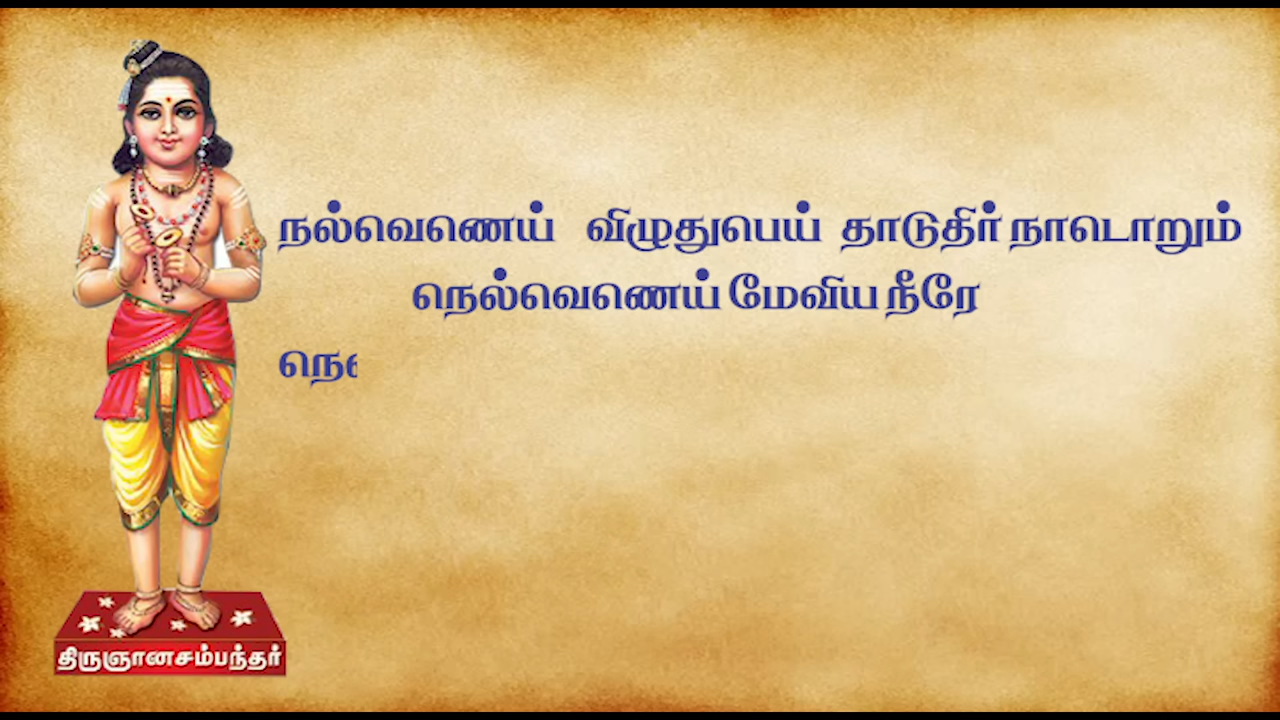 நல்வெணெய் விழுதுபெய் தாடுதிர் நாடொறும்
நெல்வெணெய் மேவிய நீரே
திருஞானசம்பந்தர்